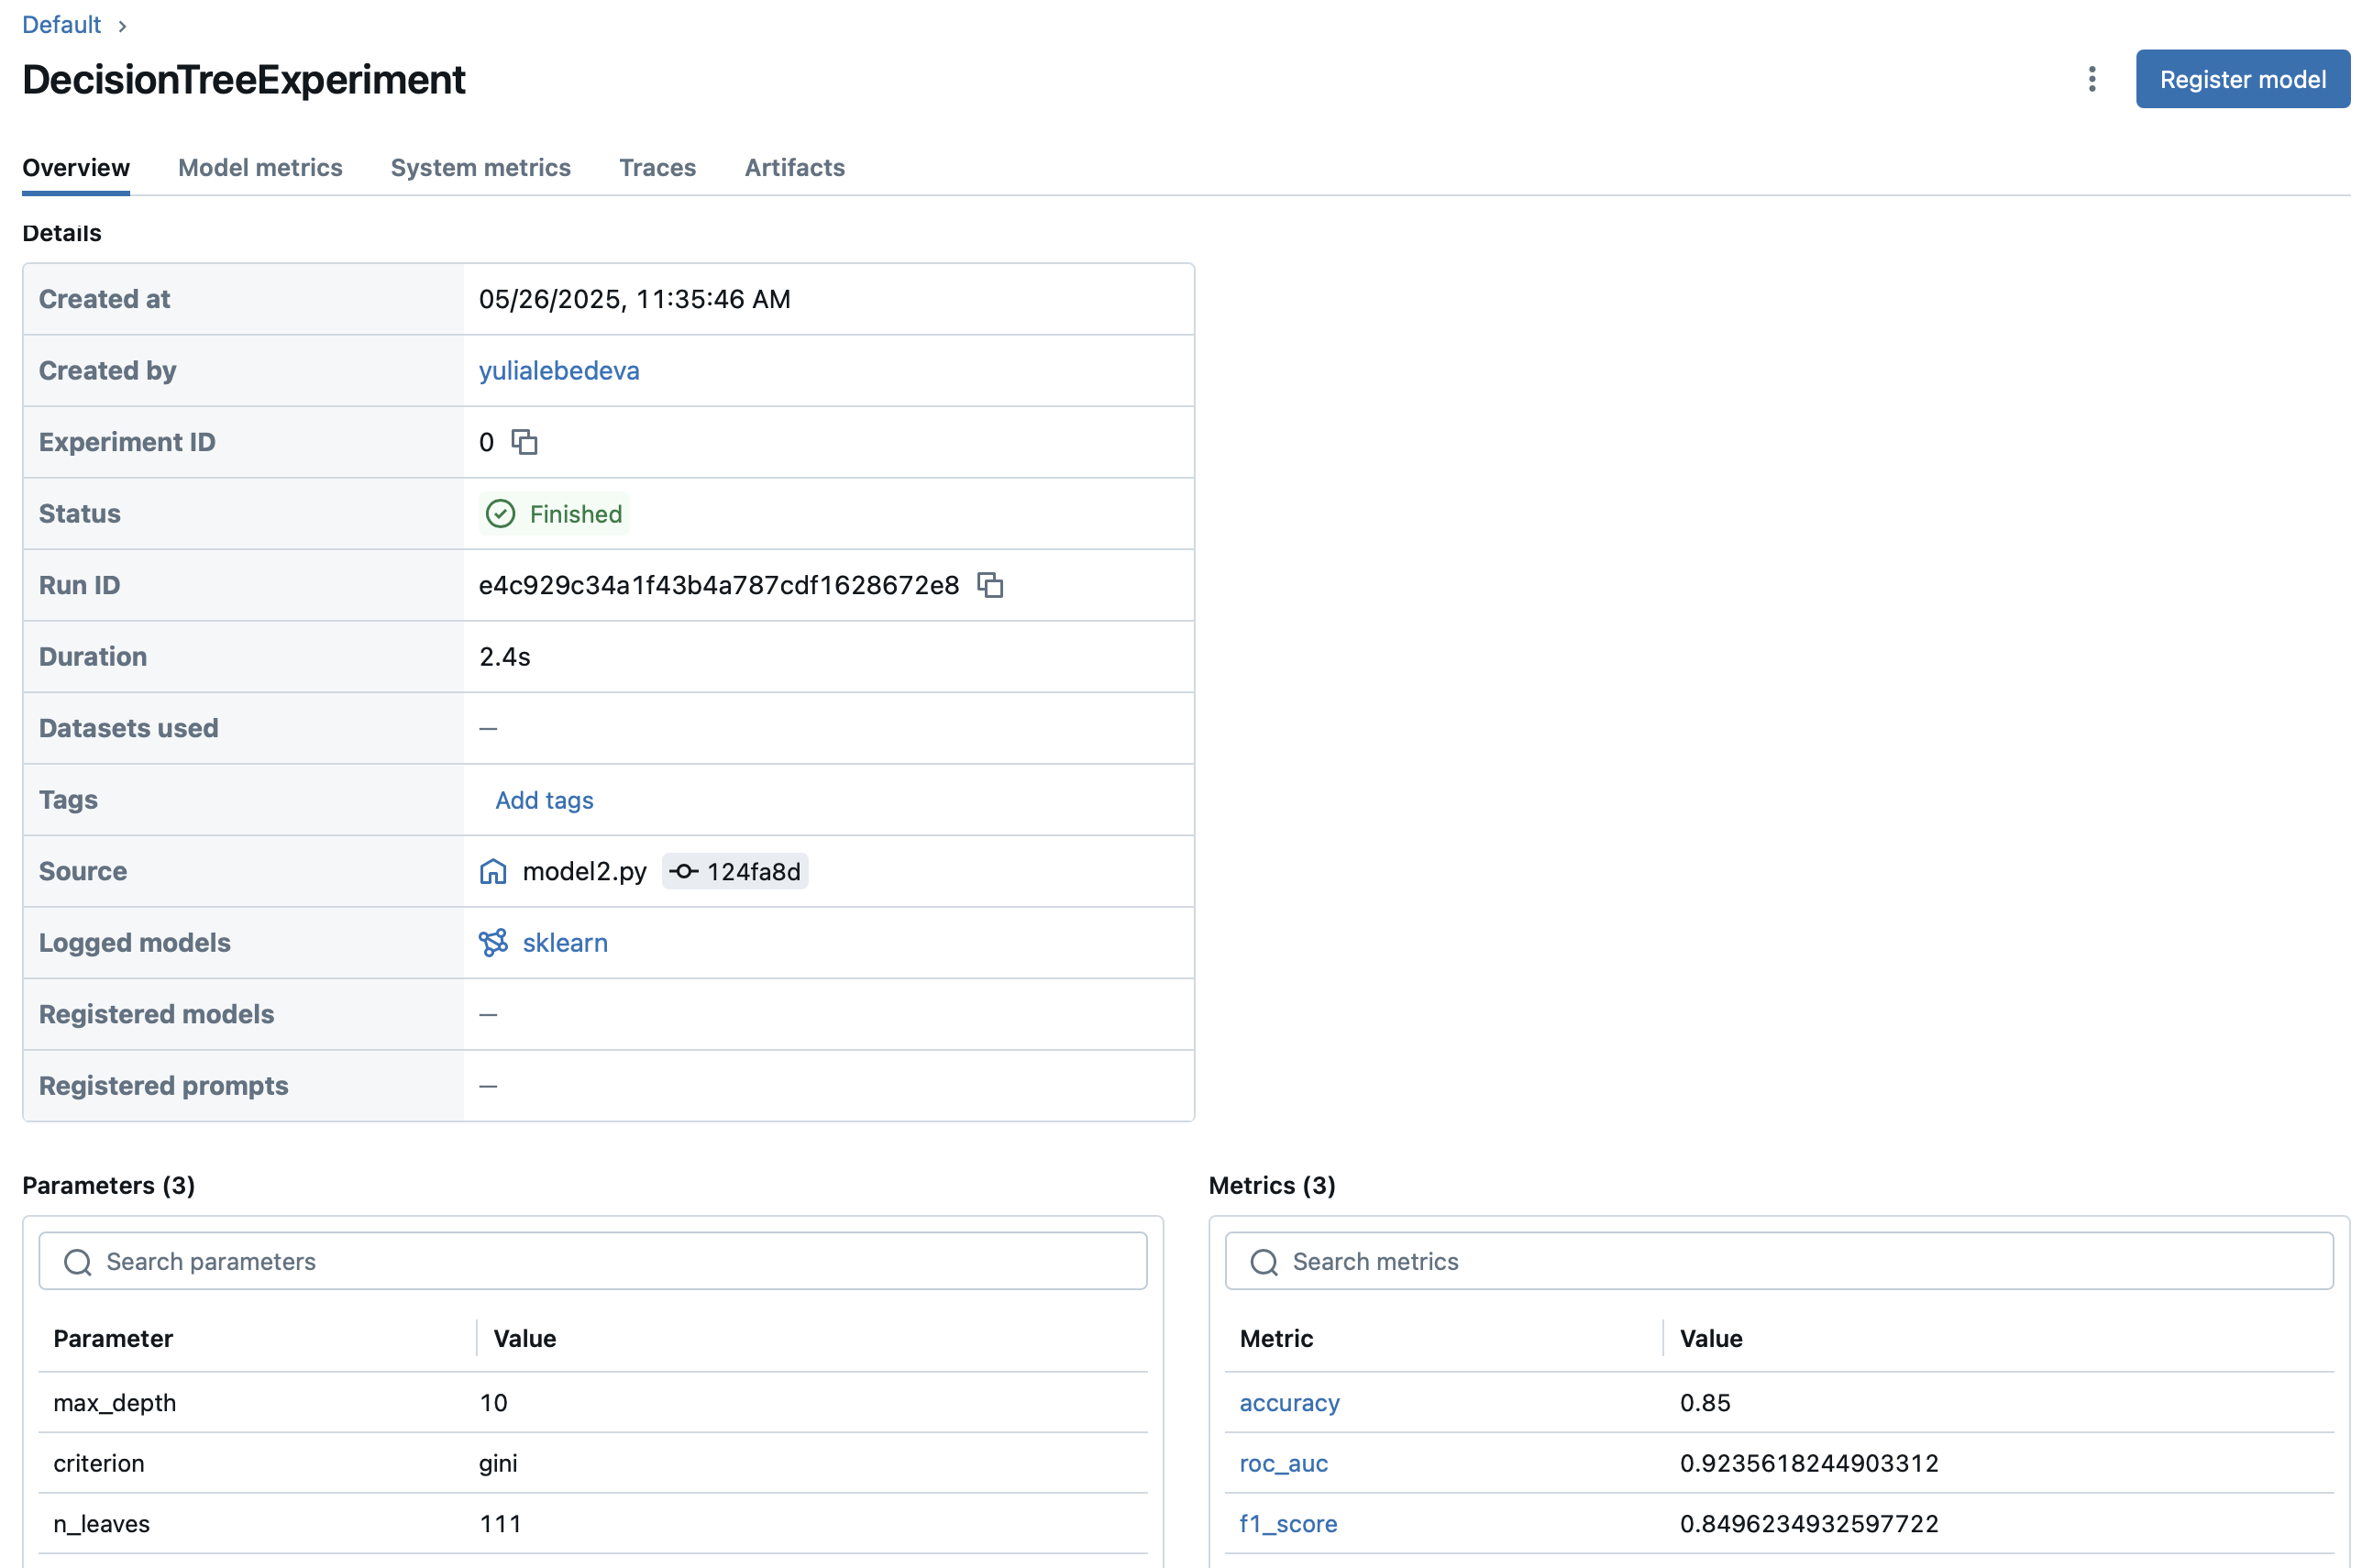 Default ›
DecisionTreeExperiment
Register model
Overview Model metrics System metrics Traces Artifacts
Details
Created at 05/26/2025, 11:35:46 AM
Created by yulialebedeva
Experiment ID 0
Status Finished
Run ID e4c929c34a1f43b4a787cdf1628672e8
Duration 2.4s
Datasets used —
Tags Add tags
Source model2.py 124fa8d
Logged models sklearn
Registered models —
Registered prompts —
Parameters (3)
Search parameters
Parameter Value
max_depth 10
criterion gini
n_leaves 111
Metrics (3)
Search metrics
Metric Value
accuracy 0.85
roc_auc 0.9235618244903312
f1_score 0.8496234932597722